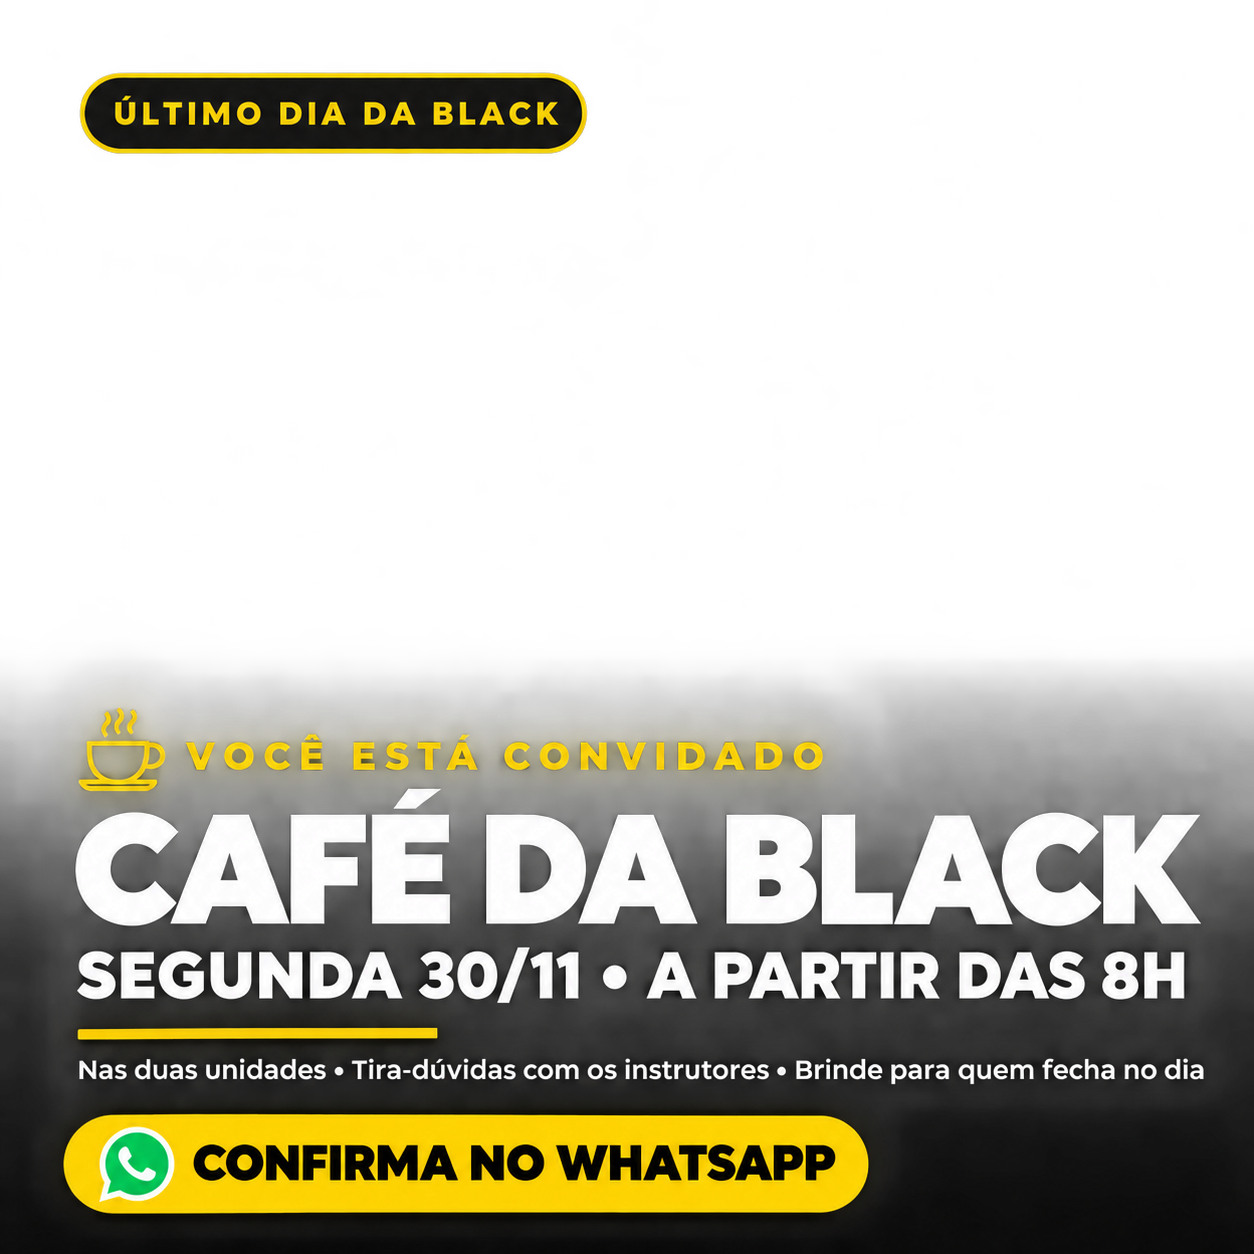 ÚLTIMO DIA DA BLACK
VOCÊ ESTÁ CONVIDADO
CAFÉ DA BLACK
SEGUNDA 30/11 • A PARTIR DAS 8H
Nas duas unidades • Tira-dúvidas com os instrutores • Brinde para quem fecha no dia
CONFIRMA NO WHATSAPP